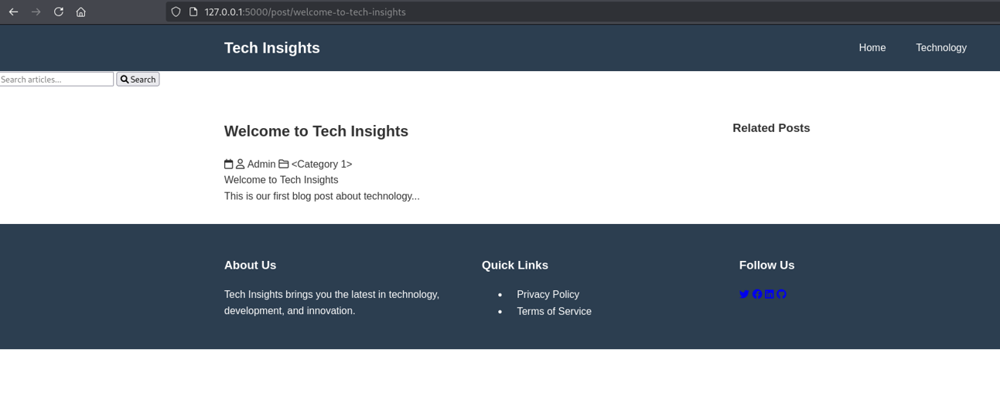 127.0.0.1:5000/post/welcome-to-tech-insights
Tech Insights
Home
Technology
Search articles...
Search
Welcome to Tech Insights
Related Posts
Admin <Category 1>
Welcome to Tech Insights
This is our first blog post about technology...
About Us
Tech Insights brings you the latest in technology,
development, and innovation.
Quick Links
Privacy Policy
Terms of Service
Follow Us